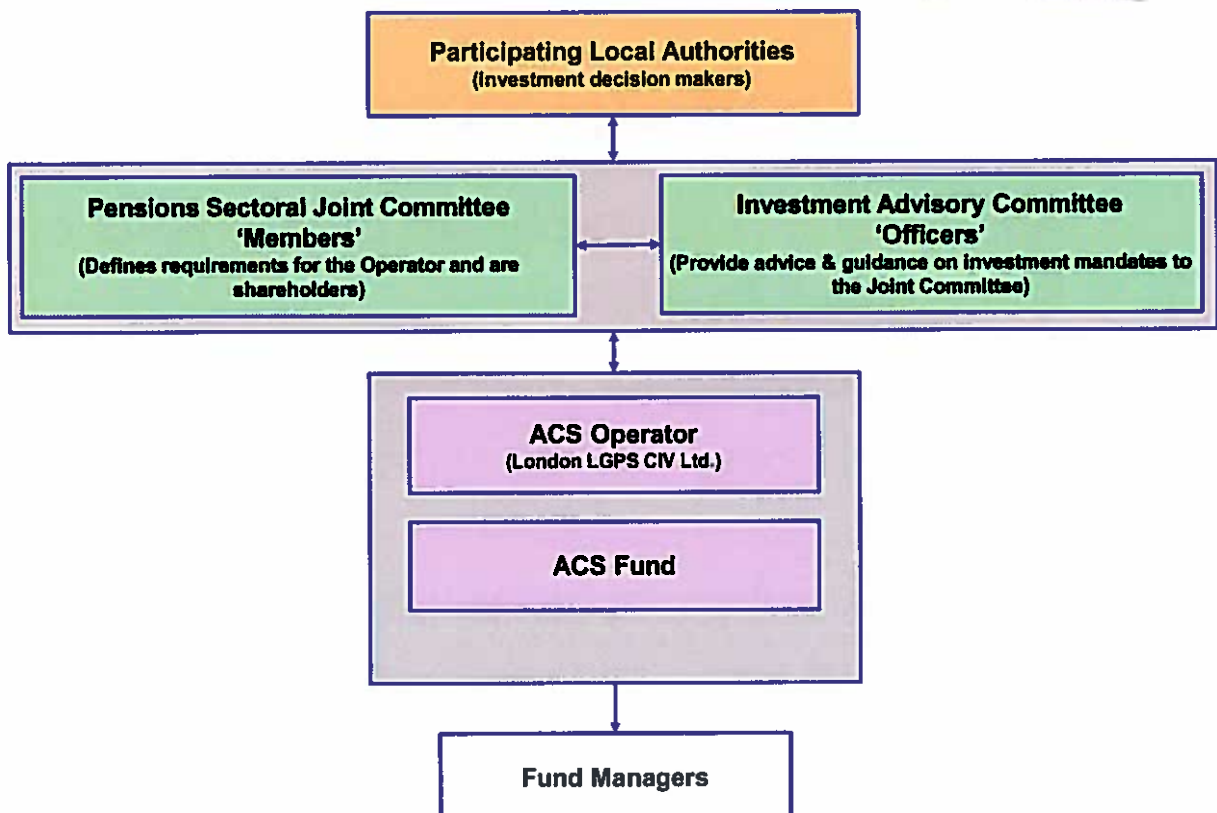 Participating Local Authorities
(Investment decision makers)
Pensions Sectoral Joint Committee
‘Members’
(Defines requirements for the Operator and are
shareholders)
Investment Advisory Committee
‘Officers’
(Provide advice & guidance on investment mandates to
the Joint Committee)
ACS Operator
(London LGPS CIV Ltd.)
ACS Fund
Fund Managers